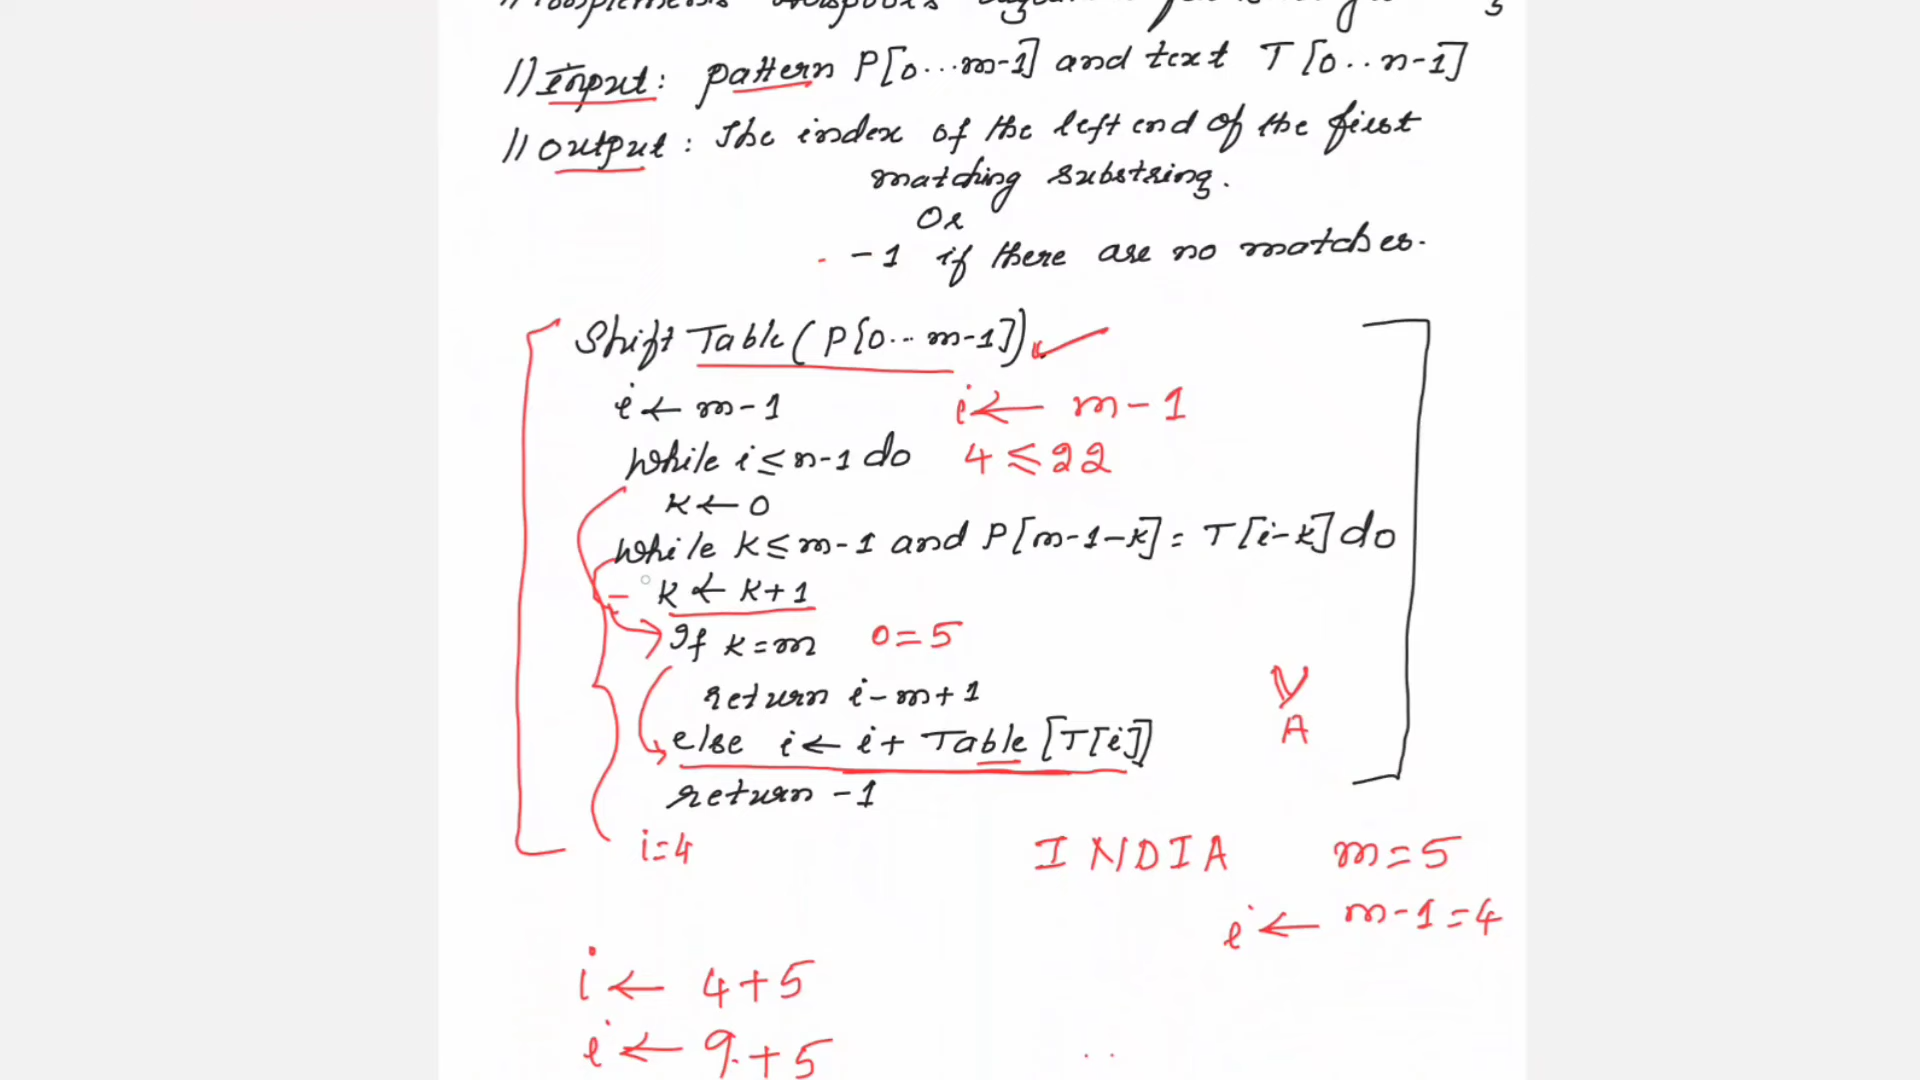 //Input: pattern P[0...m-1] and text T[0..n-1]
//output: The index of the left end of the first
matching substring.
Or
-1 if there are no matches.
Shift Table(P[0... m-1])
i ← m-1 i ← m-1
while i ≤ n-1 do 4 ≤ 22
K ← 0
while K ≤ m-1 and P[m-1-K] = T[i-K] do
K ← K+1
If K = m 0 = 5
return i-m+1 Y
else i ← i + Table [T[i]] A
return -1
i=4 INDIA m=5
i ← m-1=4
i ← 4+5
i ← 9+5